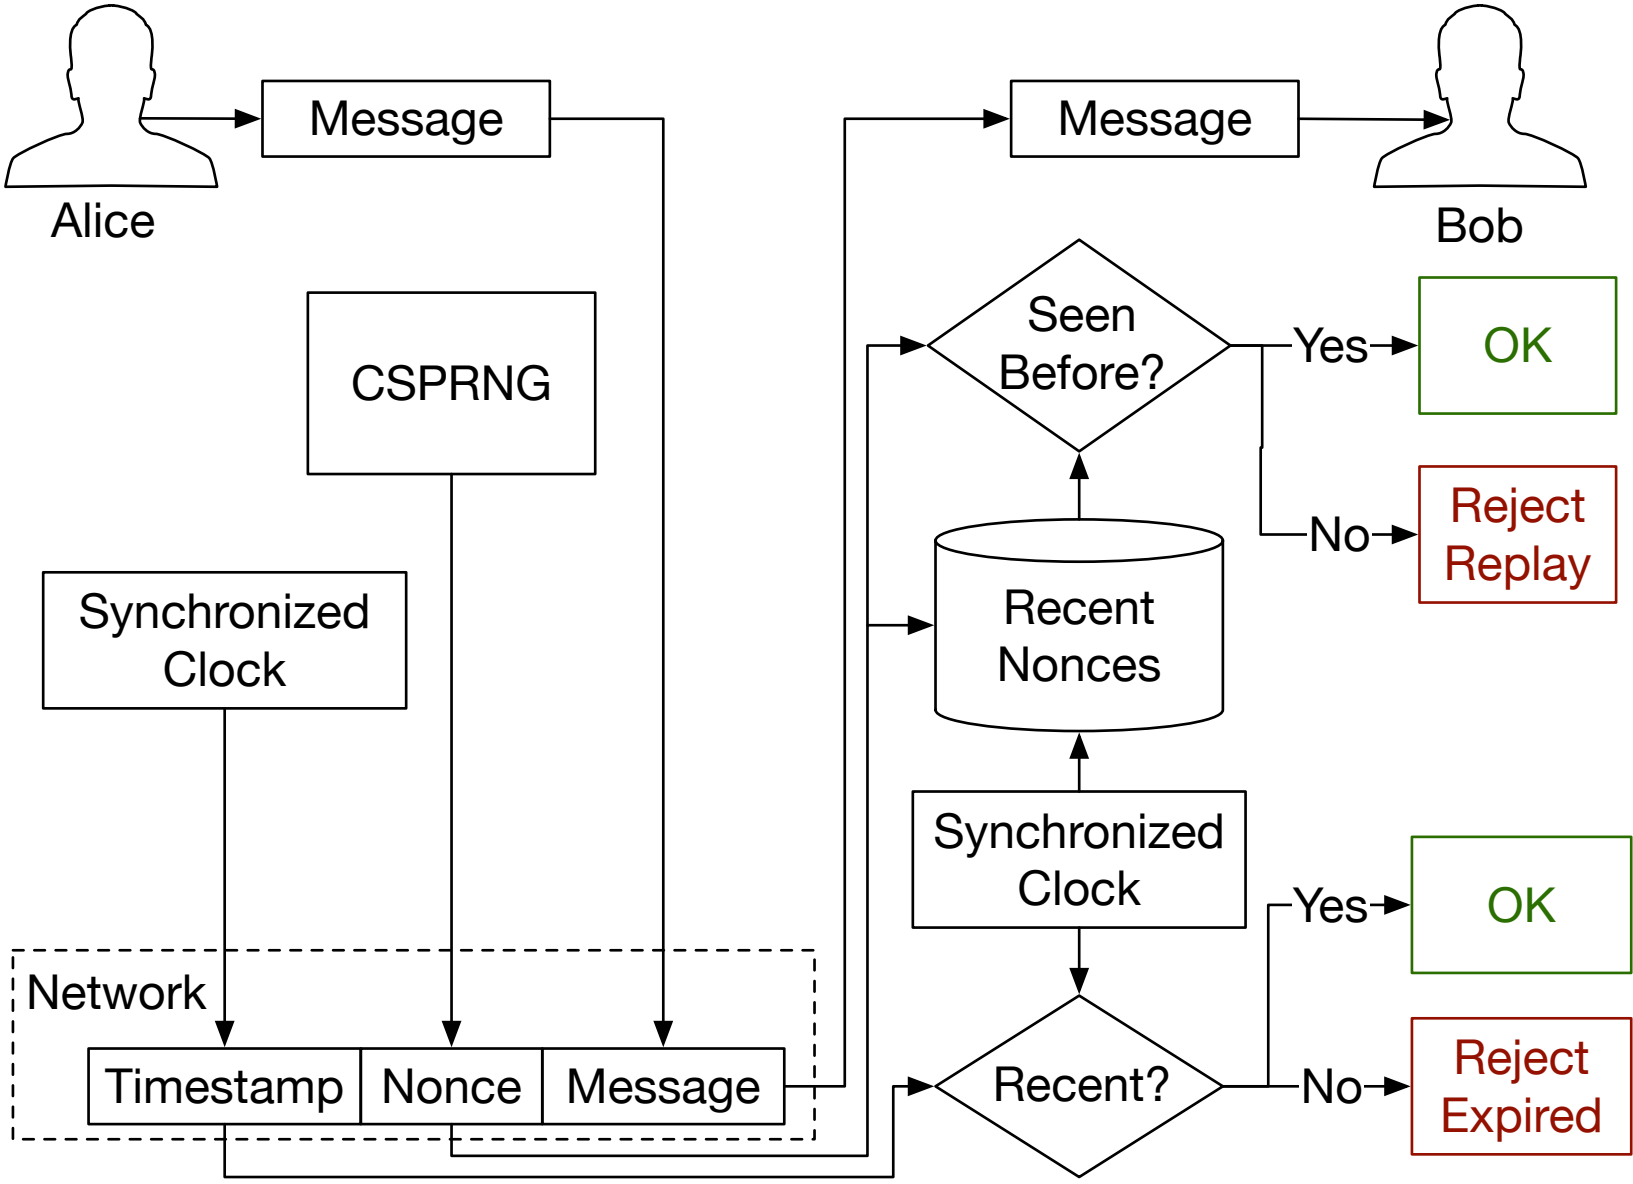 Message
Message
Alice
Bob
Seen
Before?
Yes
OK
CSPRNG
No
Reject
Replay
Synchronized
Clock
Recent
Nonces
Synchronized
Clock
Yes
OK
Network
Timestamp
Nonce
Message
Recent?
No
Reject
Expired